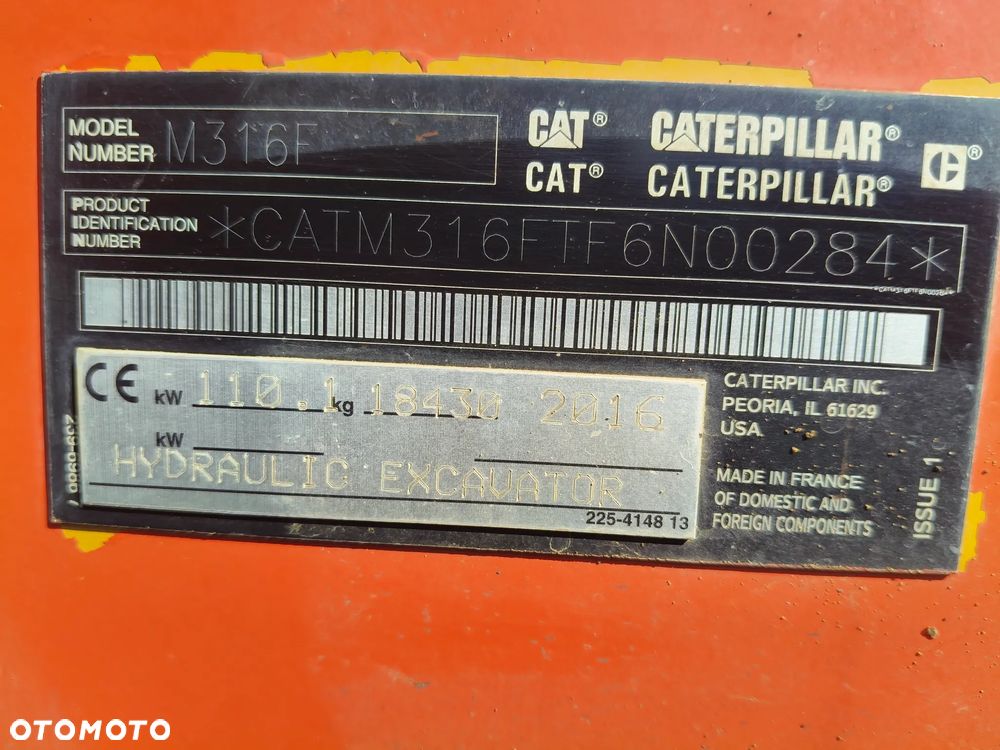 MODEL
NUMBER M316F
CAT® CATERPILLAR®
CAT® CATERPILLAR®
PRODUCT
IDENTIFICATION
NUMBER *CATM316FTF6N00284*
CE kW 110.1 kg 18430 2016
kW
HYDRAULIC EXCAVATOR
225-4148 13
CATERPILLAR INC.
PEORIA, IL 61629
USA
MADE IN FRANCE
OF DOMESTIC AND
FOREIGN COMPONENTS
ISSUE 1
OTOMOTO